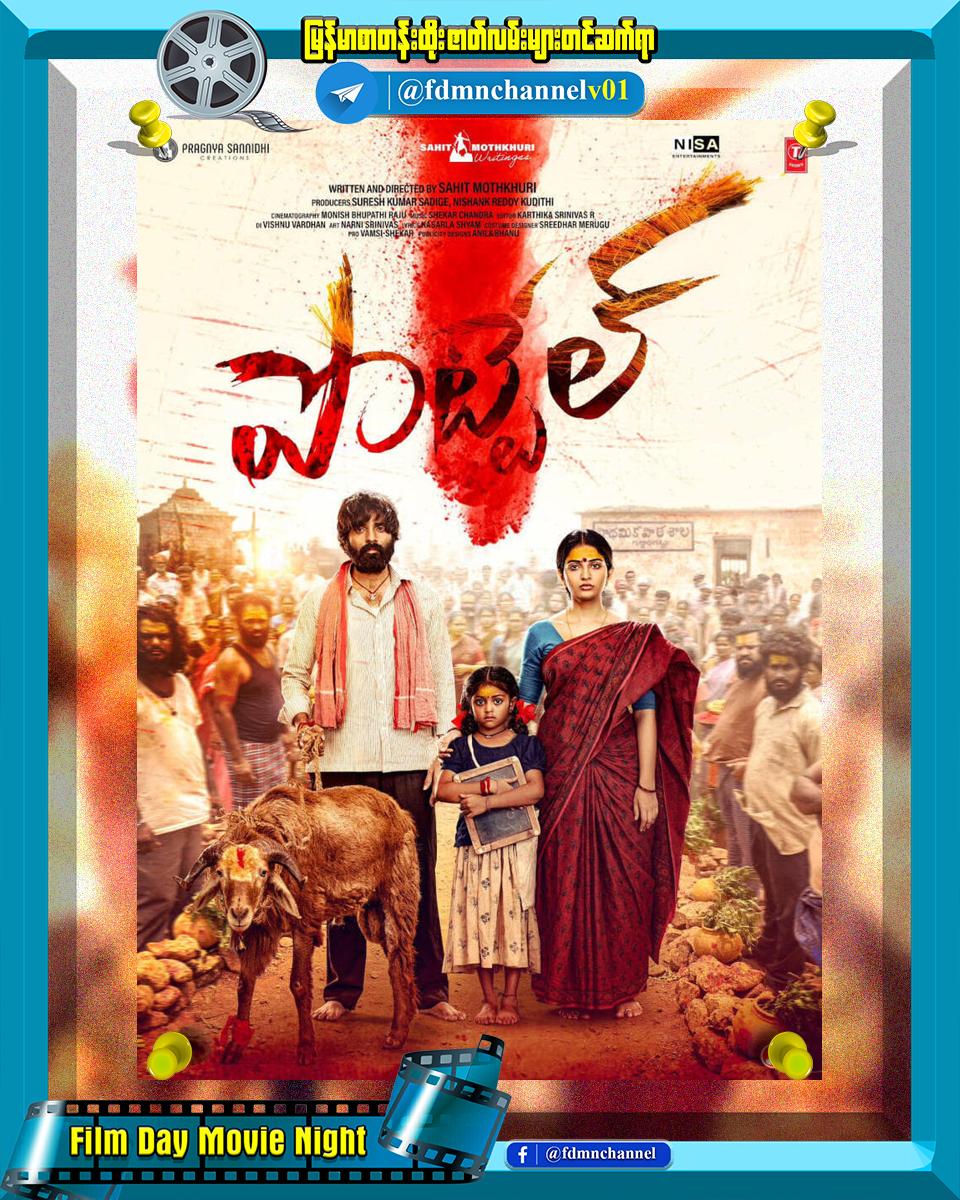 မြန်မာစာတန်းထိုးဇာတ်လမ်းများတင်ဆက်ရာ
@fdmnchannelv01
PRAGNYA SANNIDHI
CREATIONS
SAHIT MOTHKHURI
Writingss
NISA
ENTERTAINMENTS
WRITTEN AND DIRECTED BY SAHIT MOTHKHURI
PRODUCERS SURESH KUMAR SADIGE, NISHANK REDDY KUDITHI
CINEMATOGRAPHY MONISH BHUPATHI RAJU MUSIC SHEKAR CHANDRA EDITOR KARTHIKA SRINIVAS R
DI VISHNU VARDHAN ART NARNI SRINIVAS LYRICS KASARLA SHYAM COSTUME DESIGNER SREEDHAR MERUGU
PRO VAMSI-SHEKAR PUBLICITY DESIGNS ANIL&BHANU
పొట్టేల్
ప్రాథమిక పాఠశాల
Film Day Movie Night
@fdmnchannel